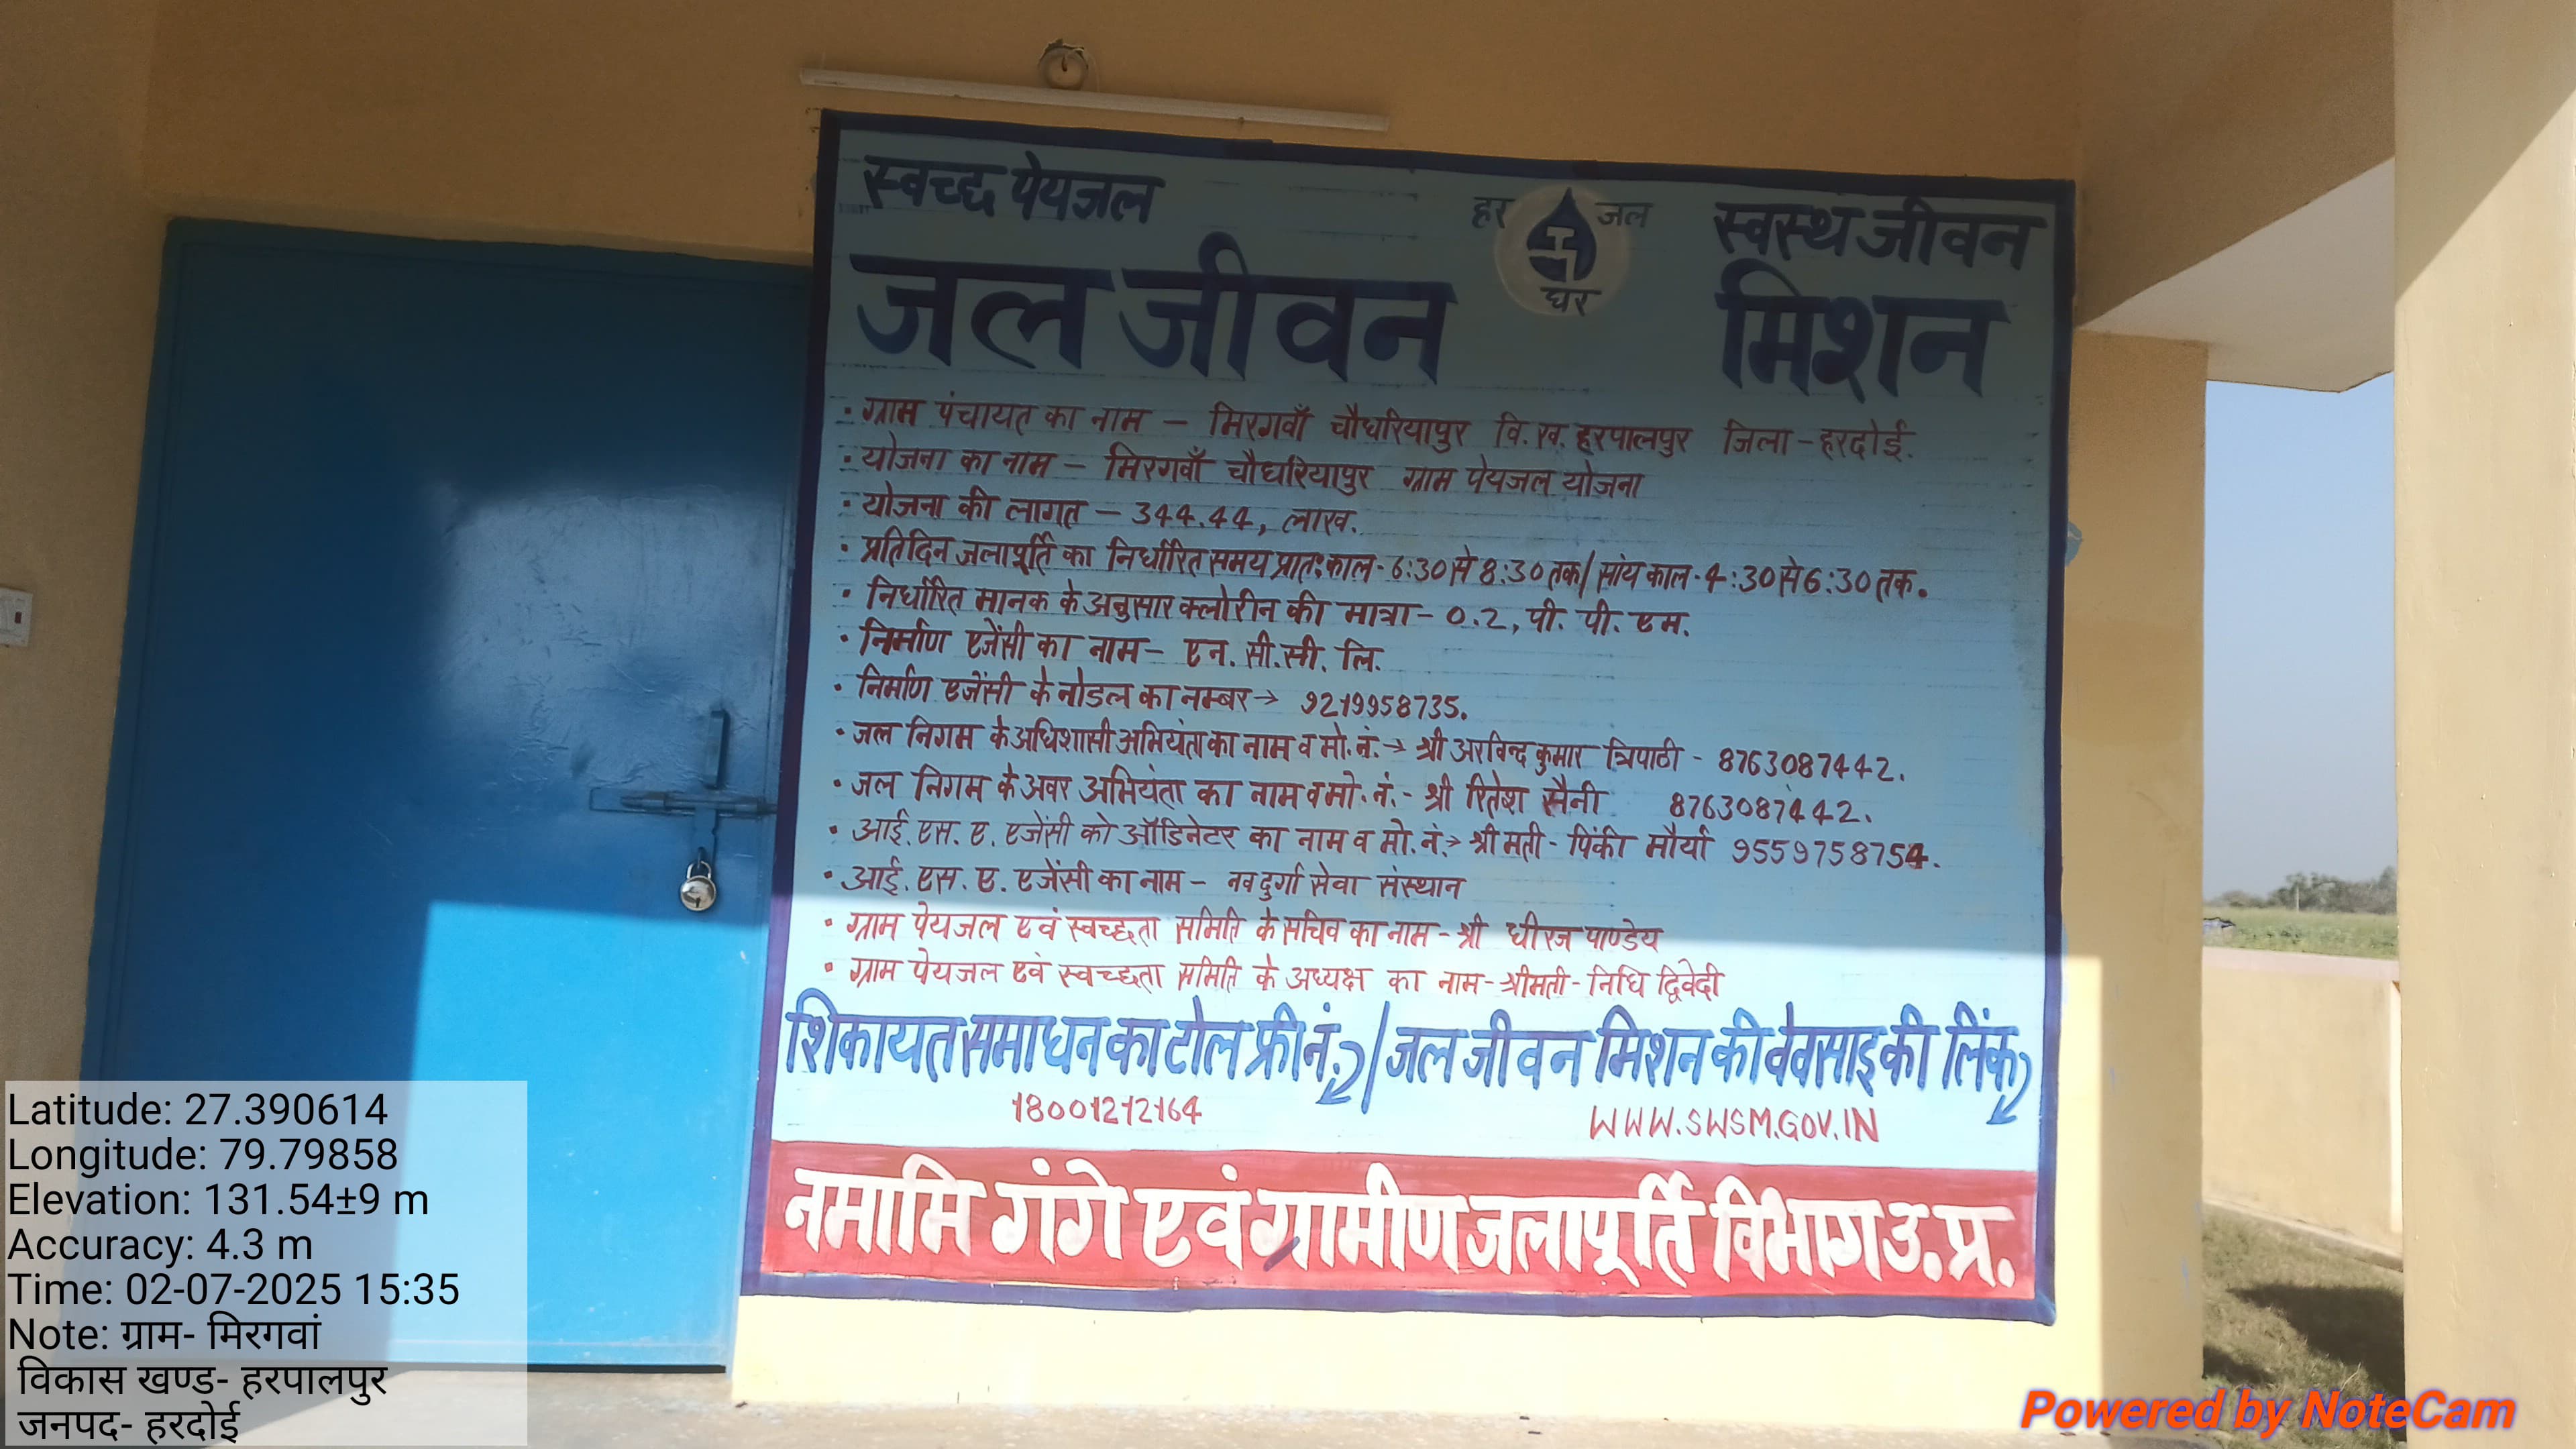 स्वच्छ पेयजल
हर जल
घर
स्वस्थ जीवन
जल जीवन मिशन
• ग्राम पंचायत का नाम – मिरगवाँ चौधरियापुर वि. ख. हरपालपुर जिला - हरदोई.
• योजना का नाम – मिरगवाँ चौधरियापुर ग्राम पेयजल योजना
• योजना की लागत – 344.44, लाख.
• प्रतिदिन जलापूर्ति का निर्धारित समय प्रातःकाल - 6:30 से 8:30 तक/ सांय काल - 4:30 से 6:30 तक.
• निर्धारित मानक के अनुसार क्लोरीन की मात्रा - 0.2, पी. पी. एम.
• निर्माण एजेंसी का नाम – एन. सी. सी. लि.
• निर्माण एजेंसी के नोडल का नम्बर → 9219958735.
• जल निगम के अधिशासी अभियंता का नाम व मो. नं. → श्री अरविन्द कुमार त्रिपाठी - 8763087442.
• जल निगम के अवर अभियंता का नाम व मो. नं. - श्री रितेश सैनी 8763087442.
• आई. एस. ए. एजेंसी को ऑडिनेटर का नाम व मो. नं. → श्री मती - पिंकी मौर्या 9559758754.
• आई. एस. ए. एजेंसी का नाम – नव दुर्गा सेवा संस्थान
• ग्राम पेयजल एवं स्वच्छता समिति के सचिव का नाम - श्री धीरज पाण्डेय
• ग्राम पेयजल एवं स्वच्छता समिति के अध्यक्ष का नाम - श्रीमती - निधि द्विवेदी
शिकायत समाधन का टोल फ्री नं. / जल जीवन मिशन की वेवसाइ की लिंक
18001212164 WWW.SWSM.GOV.IN
नमामि गंगे एवं ग्रामीण जलापूर्ति विभाग उ. प्र.
Latitude: 27.390614
Longitude: 79.79858
Elevation: 131.54±9 m
Accuracy: 4.3 m
Time: 02-07-2025 15:35
Note: ग्राम- मिरगवां
विकास खण्ड- हरपालपुर
जनपद- हरदोई
Powered by NoteCam